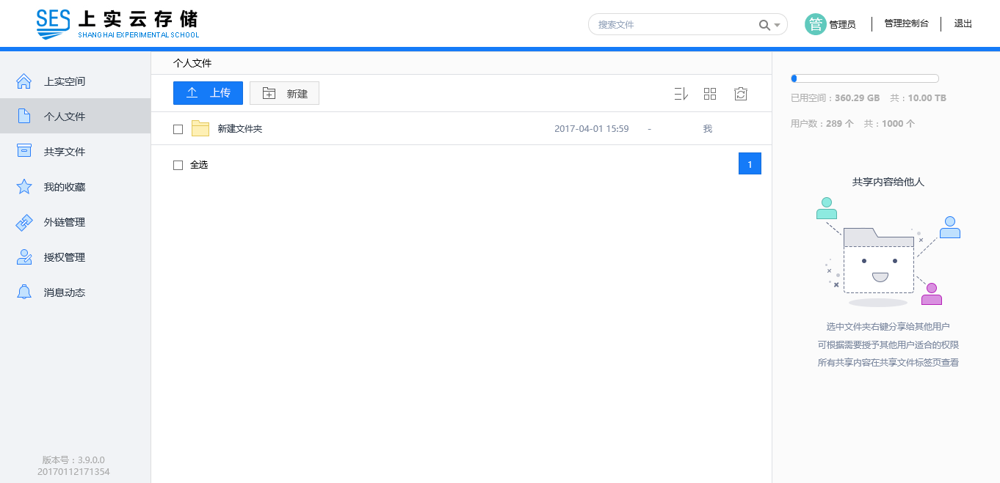 SES 上实云存储
SHANGHAI EXPERIMENTAL SCHOOL
搜索文件
管 管理员
管理控制台
退出
上实空间
个人文件
共享文件
我的收藏
外链管理
授权管理
消息动态
版本号：3.9.0.0
20170112171354
个人文件
上传
新建
新建文件夹 2017-04-01 15:59 - 我
全选
1
已用空间：360.29 GB 共：10.00 TB
用户数：289 个 共：1000 个
共享内容给他人
选中文件夹右键分享给其他用户
可根据需要授予其他用户适合的权限
所有共享内容在共享文件标签页查看